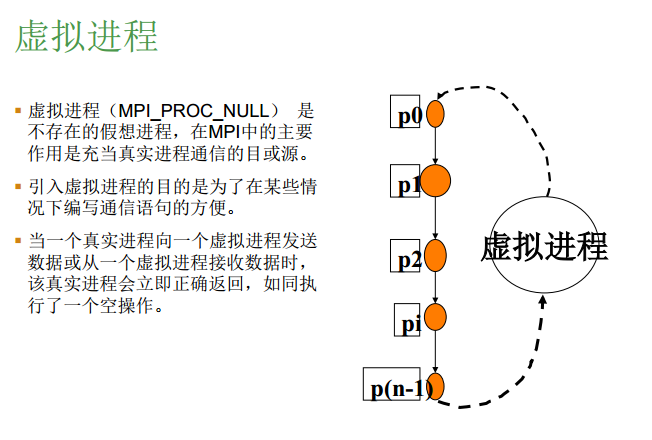 虚拟进程
虚拟进程（MPI_PROC_NULL） 是
不存在的假想进程，在MPI中的主要
作用是充当真实进程通信的目或源。
引入虚拟进程的目的是为了在某些情
况下编写通信语句的方便。
当一个真实进程向一个虚拟进程发送
数据或从一个虚拟进程接收数据时，
该真实进程会立即正确返回，如同执
行了一个空操作。
p0
p1
p2
pi
p(n-1)
虚拟进程